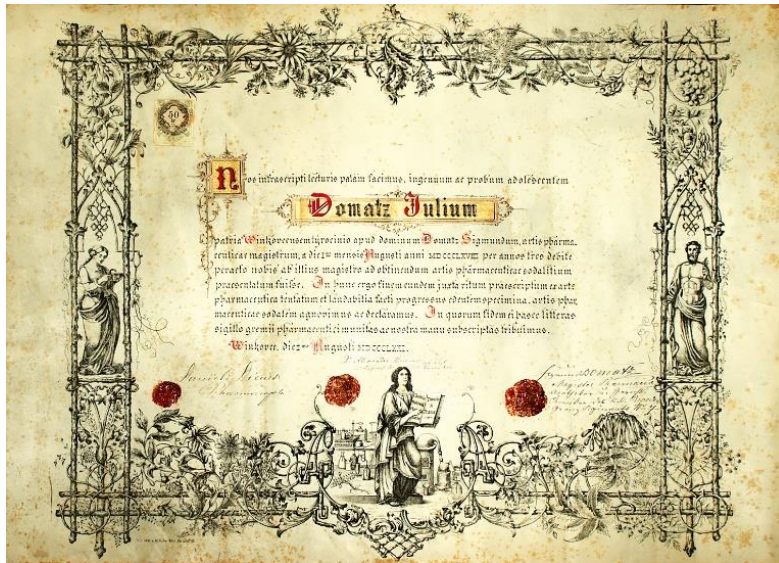 50
Nos infrascripti lecturis palam facimus, ingenuum ac probum adolescentem
Domatz Julium
patria Winkovcensem tyrocinio apud dominum Domatz Sigmundum, artis pharma-
ceuticae magistrum, a die mensis Augusti anni MDCCCLXVIII per annos tres debite
peracto nobis ab illius magistro ad obtinendum artis pharmaceuticae sodalitium
praesentatum fuisse. In hunc ergo finem eundem juxta ritum praescriptum ex arte
pharmaceutica tentatum et laudabilia facti progressus edentem specimina, artis phar
maceuticae sodalem agnovimus ac declaramus. In quorum fidem ei hasce litteras
sigillo gremii pharmaceutici munitas ac nostra manu subscriptas tribuimus.
Winkovce, die Augusti MDCCCLXXI.
Domatz